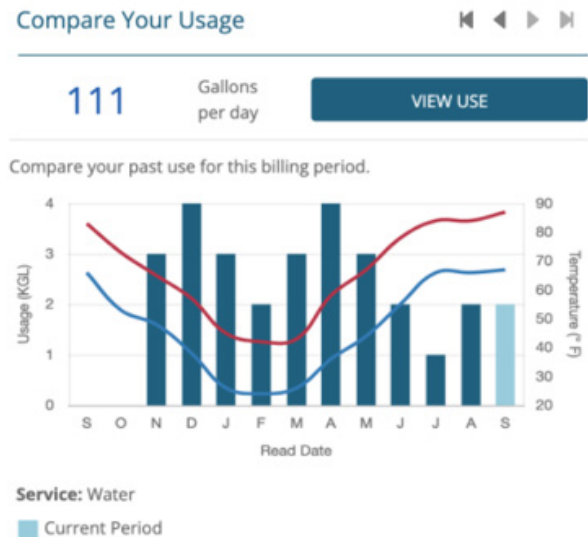 Compare Your Usage
111 Gallons per day
VIEW USE
Compare your past use for this billing period.
4 90
80
3 70
60
2 50
40
1 30
0 20
Usage (KGL)
Temperature (° F)
S O N D J F M A M J J A S
Read Date
Service: Water
Current Period